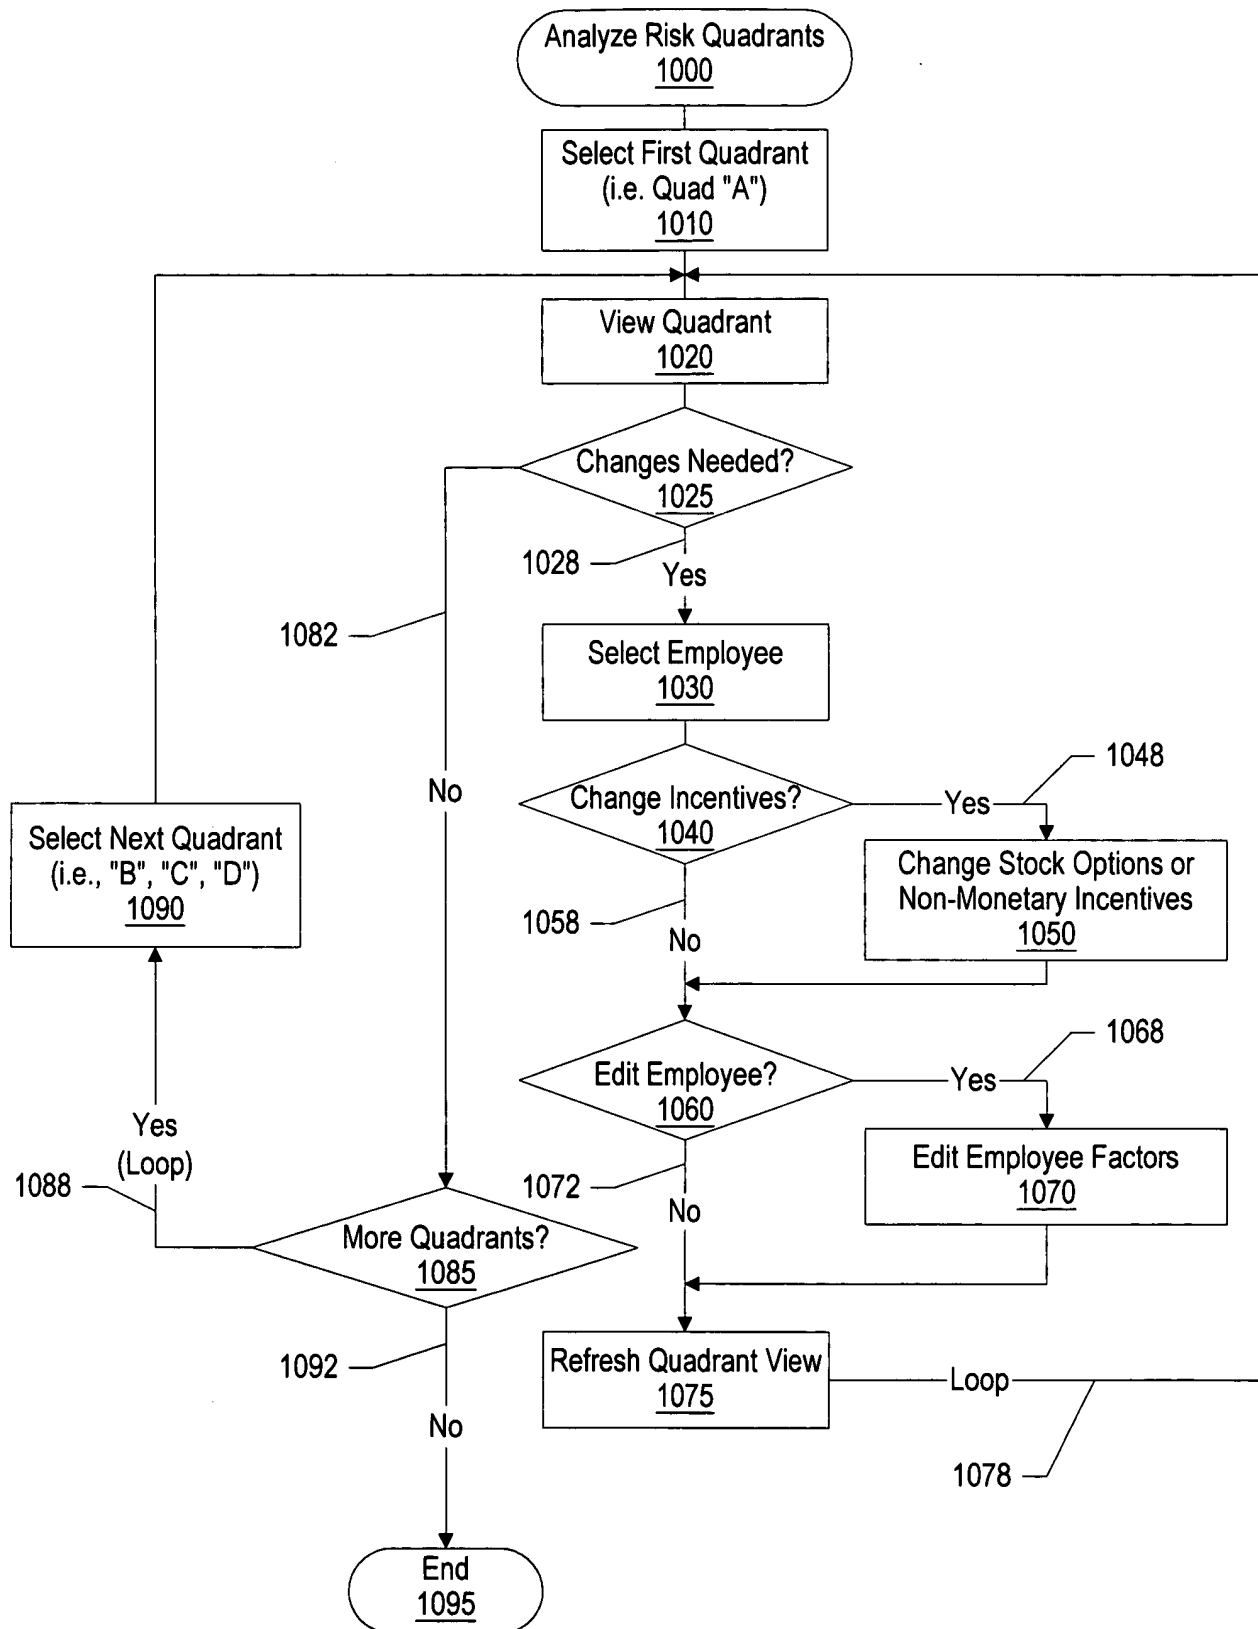 Analyze Risk Quadrants
1000
Select First Quadrant
(i.e. Quad "A")
1010
View Quadrant
1020
Changes Needed?
1025
1028
Yes
1082
Select Employee
1030
No
Change Incentives?
1040
Yes
1048
Select Next Quadrant
(i.e., "B", "C", "D")
1090
Change Stock Options or
Non-Monetary Incentives
1050
1058
No
Edit Employee?
1060
Yes
1068
Yes
(Loop)
1088
1072
No
Edit Employee Factors
1070
More Quadrants?
1085
1092
No
Refresh Quadrant View
1075
Loop
1078
End
1095